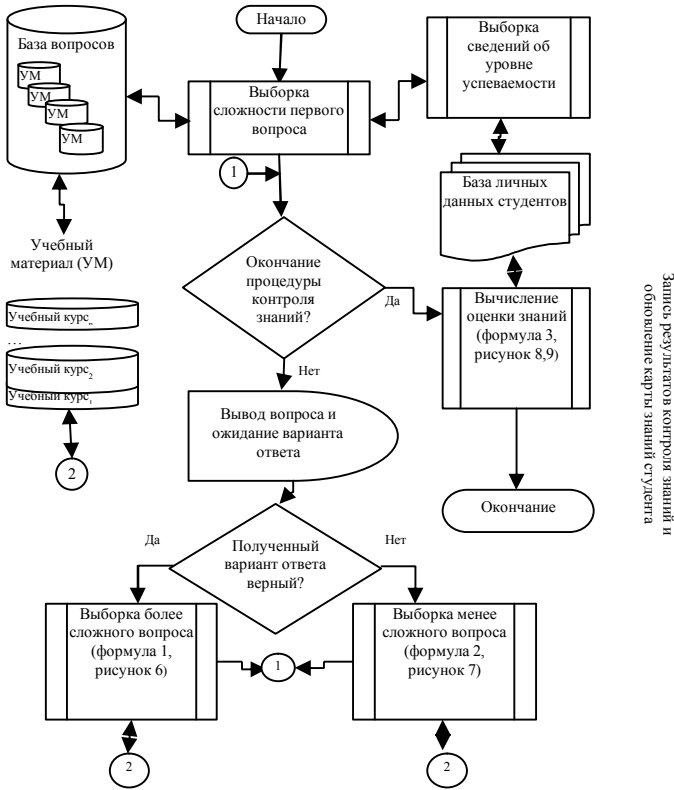 Начало
База вопросов
УМ
УМ
УМ
УМ
Выборка
сложности первого
вопроса
Выборка
сведений об
уровне
успеваемости
1
База личных
данных студентов
Учебный
материал (УМ)
Окончание
процедуры
контроля
знаний?
Да
Вычисление
оценки знаний
(формула 3,
рисунок 8,9)
Учебный курсn
…
Учебный курс2
Учебный курс1
2
Нет
Вывод вопроса и
ожидание варианта
ответа
Окончание
Запись результатов контроля знаний и
обновление карты знаний студента
Да
Полученный
вариант ответа
верный?
Нет
Выборка более
сложного вопроса
(формула 1,
рисунок 6)
1
Выборка менее
сложного вопроса
(формула 2,
рисунок 7)
2
2